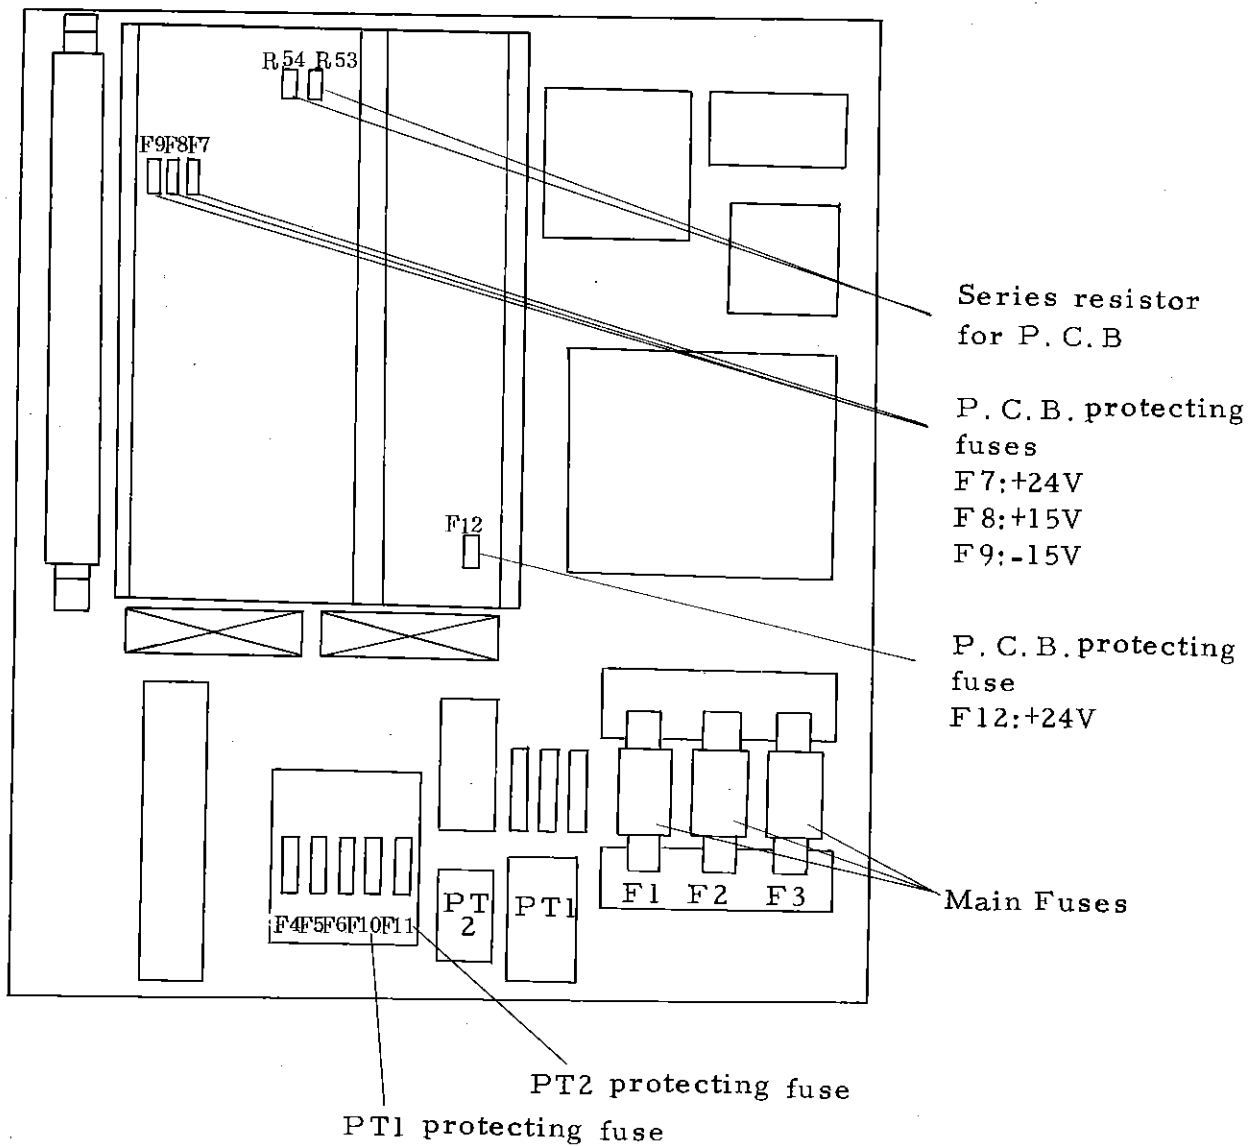 R54 R53
F9F8F7
Series resistor
for P. C. B
P. C. B. protecting
fuses
F7:+24V
F8:+15V
F9:-15V
F12
P. C. B. protecting
fuse
F12:+24V
F1 F2 F3
Main Fuses
PT
2
PT1
F4F5F6F10F11
PT2 protecting fuse
PT1 protecting fuse